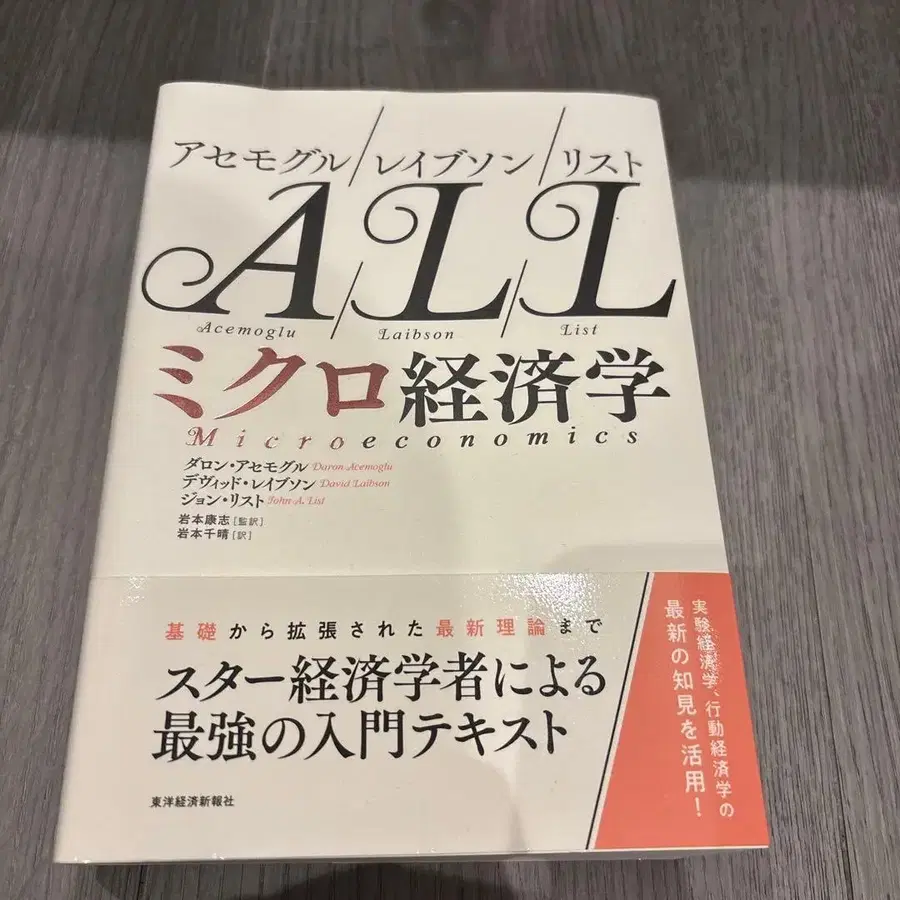 アセモグル/レイブソン/リスト
A/L/L
Acemoglu/Laibson/List
ミクロ経済学
Microeconomics
ダロン・アセモグル Daron Acemoglu
デヴィッド・レイブソン David Laibson
ジョン・リスト John A. List
岩本康志[監訳]
岩本千晴[訳]
基礎から拡張された最新理論まで
スター経済学者による
最強の入門テキスト
東洋経済新報社
実験経済学、行動経済学の
最新の知見を活用!